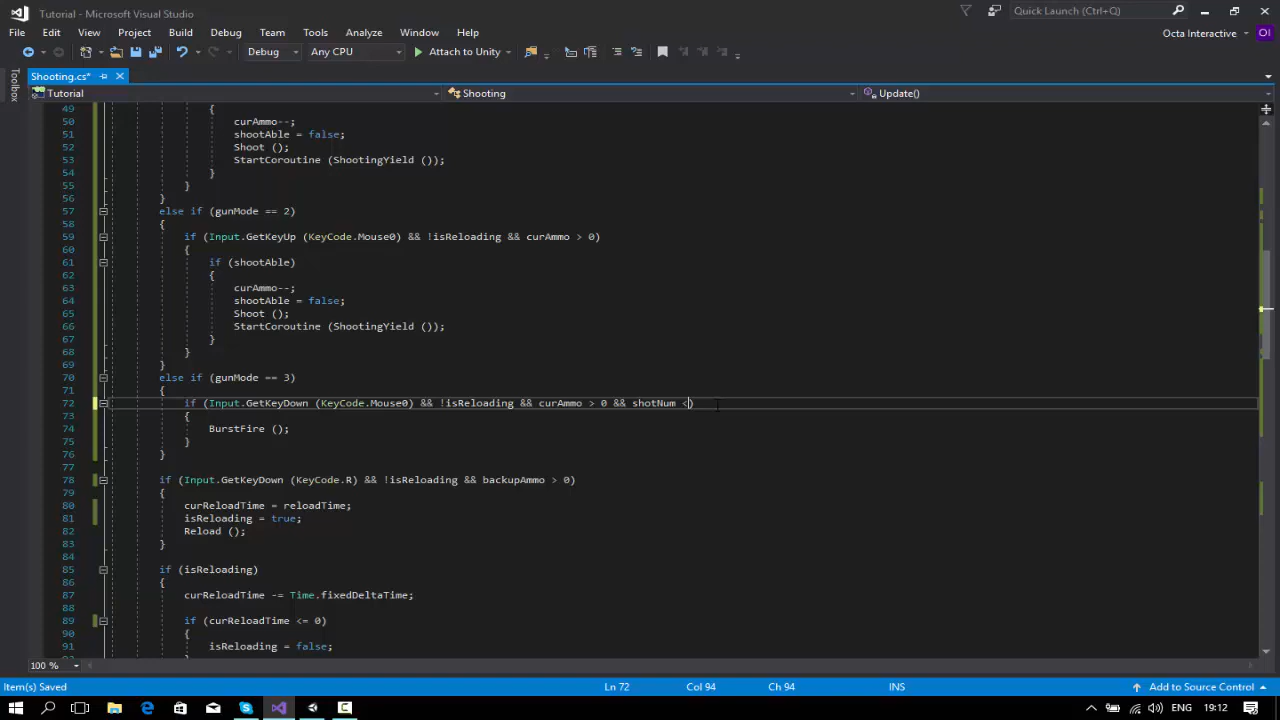 Tutorial - Microsoft Visual Studio
Quick Launch (Ctrl+Q)
File Edit View Project Build Debug Team Tools Analyze Window Help
Octa Interactive OI
Debug Any CPU Attach to Unity
Toolbox
Shooting.cs*
Tutorial Shooting Update()
49 {
50 curAmmo--;
51 shootAble = false;
52 Shoot ();
53 StartCoroutine (ShootingYield ());
54 }
55 }
56 }
57 else if (gunMode == 2)
58 {
59 if (Input.GetKeyUp (KeyCode.Mouse0) && !isReloading && curAmmo > 0)
60 {
61 if (shootAble)
62 {
63 curAmmo--;
64 shootAble = false;
65 Shoot ();
66 StartCoroutine (ShootingYield ());
67 }
68 }
69 }
70 else if (gunMode == 3)
71 {
72 if (Input.GetKeyDown (KeyCode.Mouse0) && !isReloading && curAmmo > 0 && shotNum <)
73 {
74 BurstFire ();
75 }
76 }
77
78 if (Input.GetKeyDown (KeyCode.R) && !isReloading && backupAmmo > 0)
79 {
80 curReloadTime = reloadTime;
81 isReloading = true;
82 Reload ();
83 }
84
85 if (isReloading)
86 {
87 curReloadTime -= Time.fixedDeltaTime;
88
89 if (curReloadTime <= 0)
90 {
91 isReloading = false;
100 %
Item(s) Saved Ln 72 Col 94 Ch 94 INS Add to Source Control
ENG 19:12